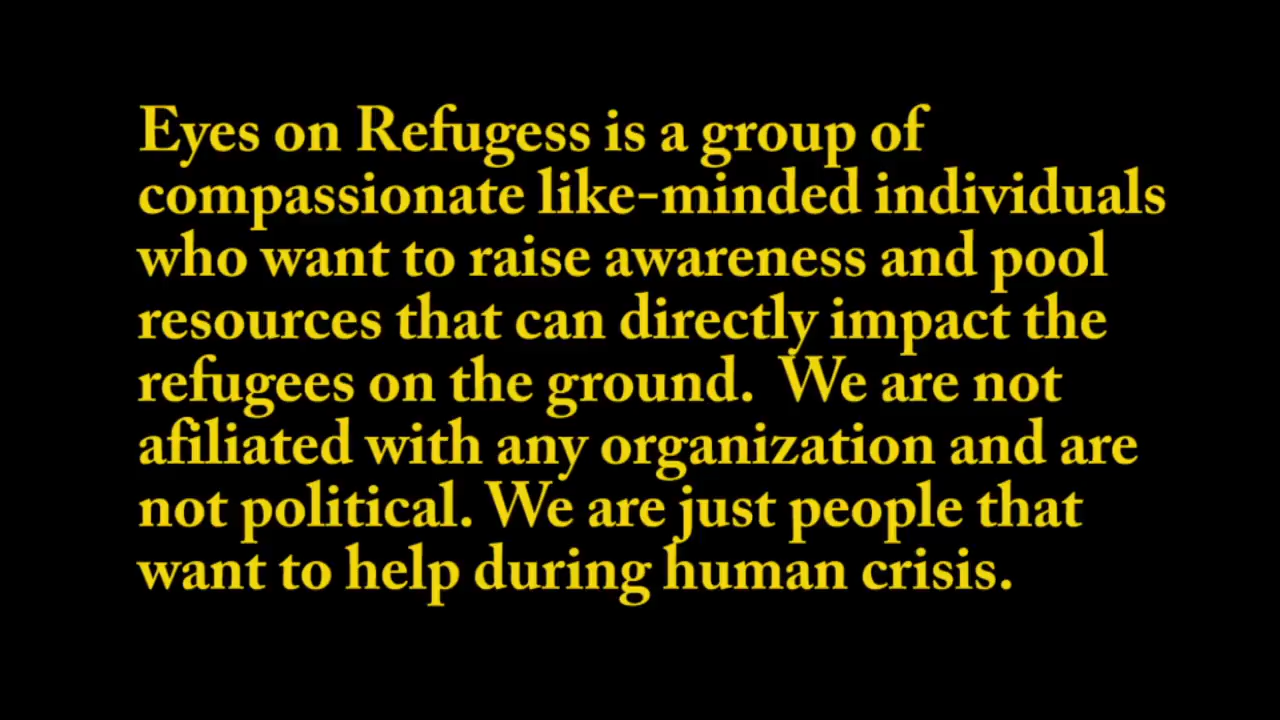 Eyes on Refugess is a group of
compassionate like-minded individuals
who want to raise awareness and pool
resources that can directly impact the
refugees on the ground.  We are not
afiliated with any organization and are
not political. We are just people that
want to help during human crisis.